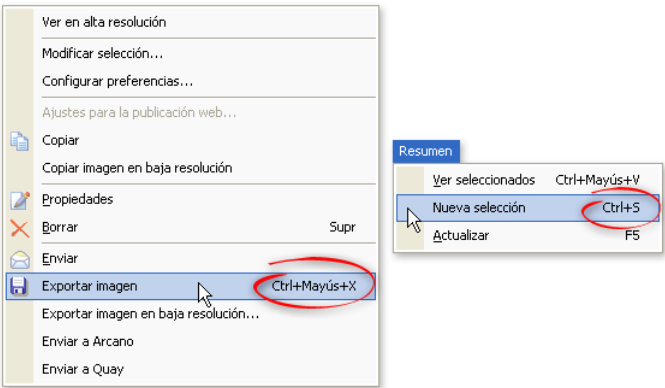 Ver en alta resolución
Modificar selección...
Configurar preferencias...
Ajustes para la publicación web...
Copiar
Copiar imagen en baja resolución
Propiedades
Borrar Supr
Enviar
Exportar imagen Ctrl+Mayús+X
Exportar imagen en baja resolución...
Enviar a Arcano
Enviar a Quay
Resumen
Ver seleccionados Ctrl+Mayús+V
Nueva selección Ctrl+S
Actualizar F5